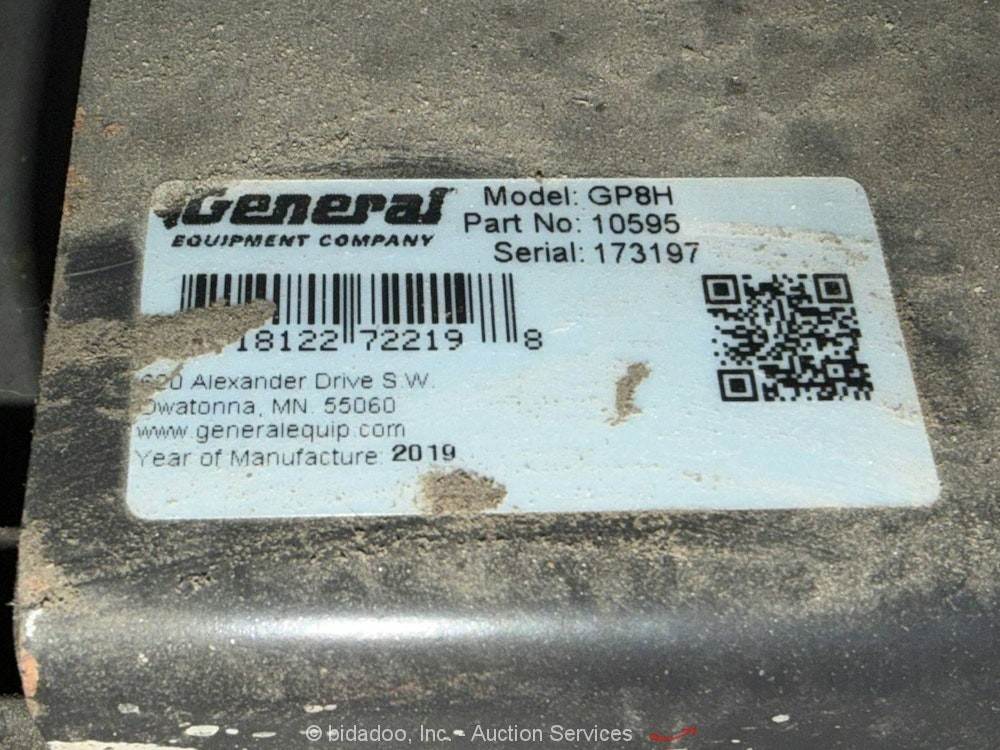 General
EQUIPMENT COMPANY
Model: GP8H
Part No: 10595
Serial: 173197
18122 72219 8
Alexander Drive S.W.
Owatonna, MN. 55060
www.generalequip.com
Year of Manufacture: 2019
© bidadoo, Inc. - Auction Services